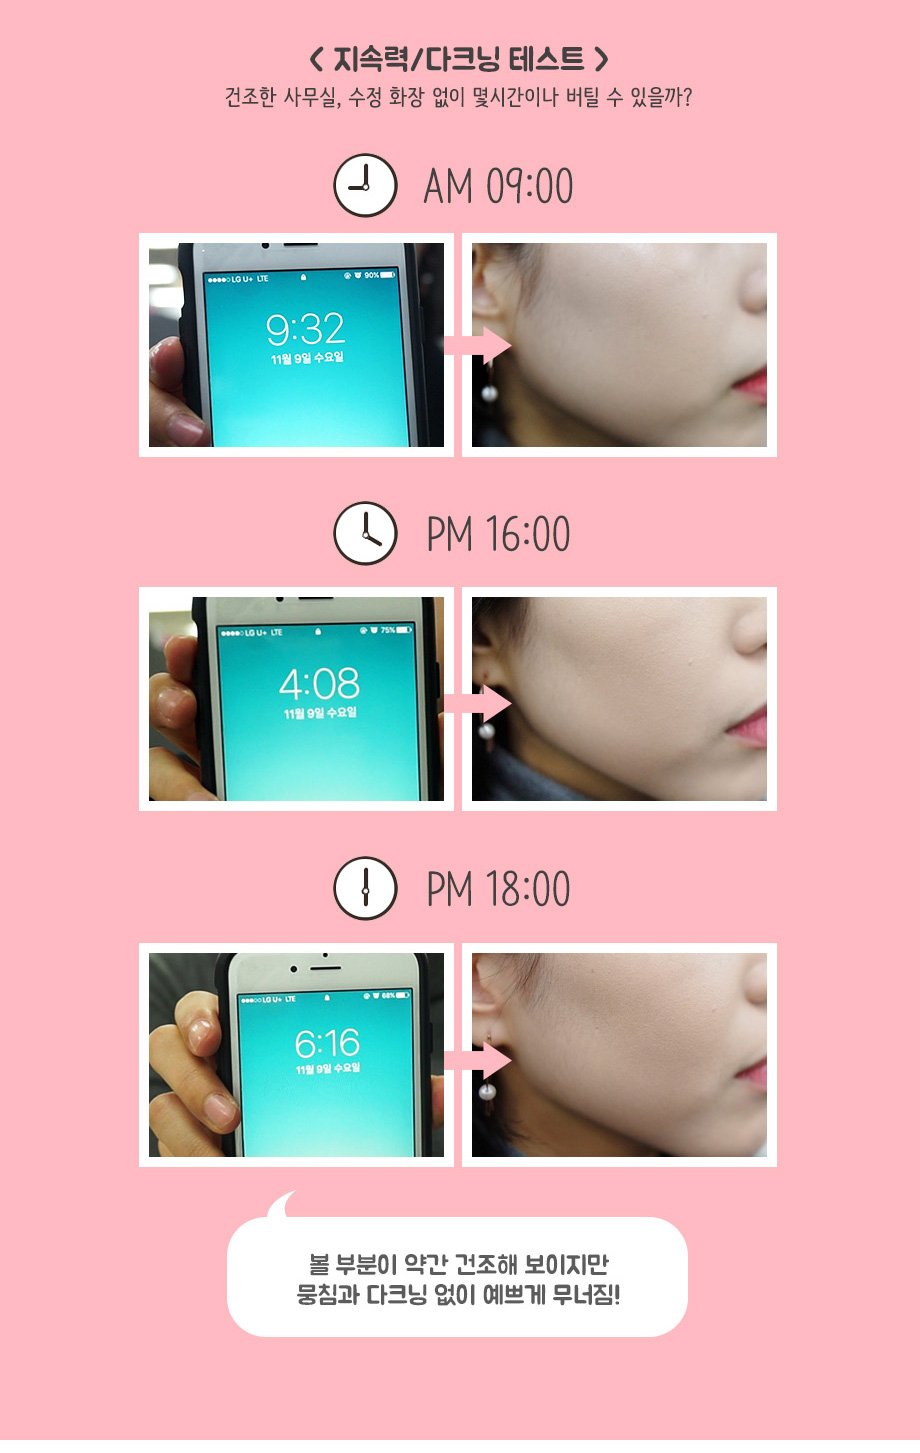 < 지속력/다크닝 테스트 >
건조한 사무실, 수정 화장 없이 몇시간이나 버틸 수 있을까?
AM 09:00
LG U+ LTE 90%
9:32
11월 9일 수요일
PM 16:00
LG U+ LTE 75%
4:08
11월 9일 수요일
PM 18:00
LG U+ LTE 68%
6:16
11월 9일 수요일
볼 부분이 약간 건조해 보이지만
뭉침과 다크닝 없이 예쁘게 무너짐!